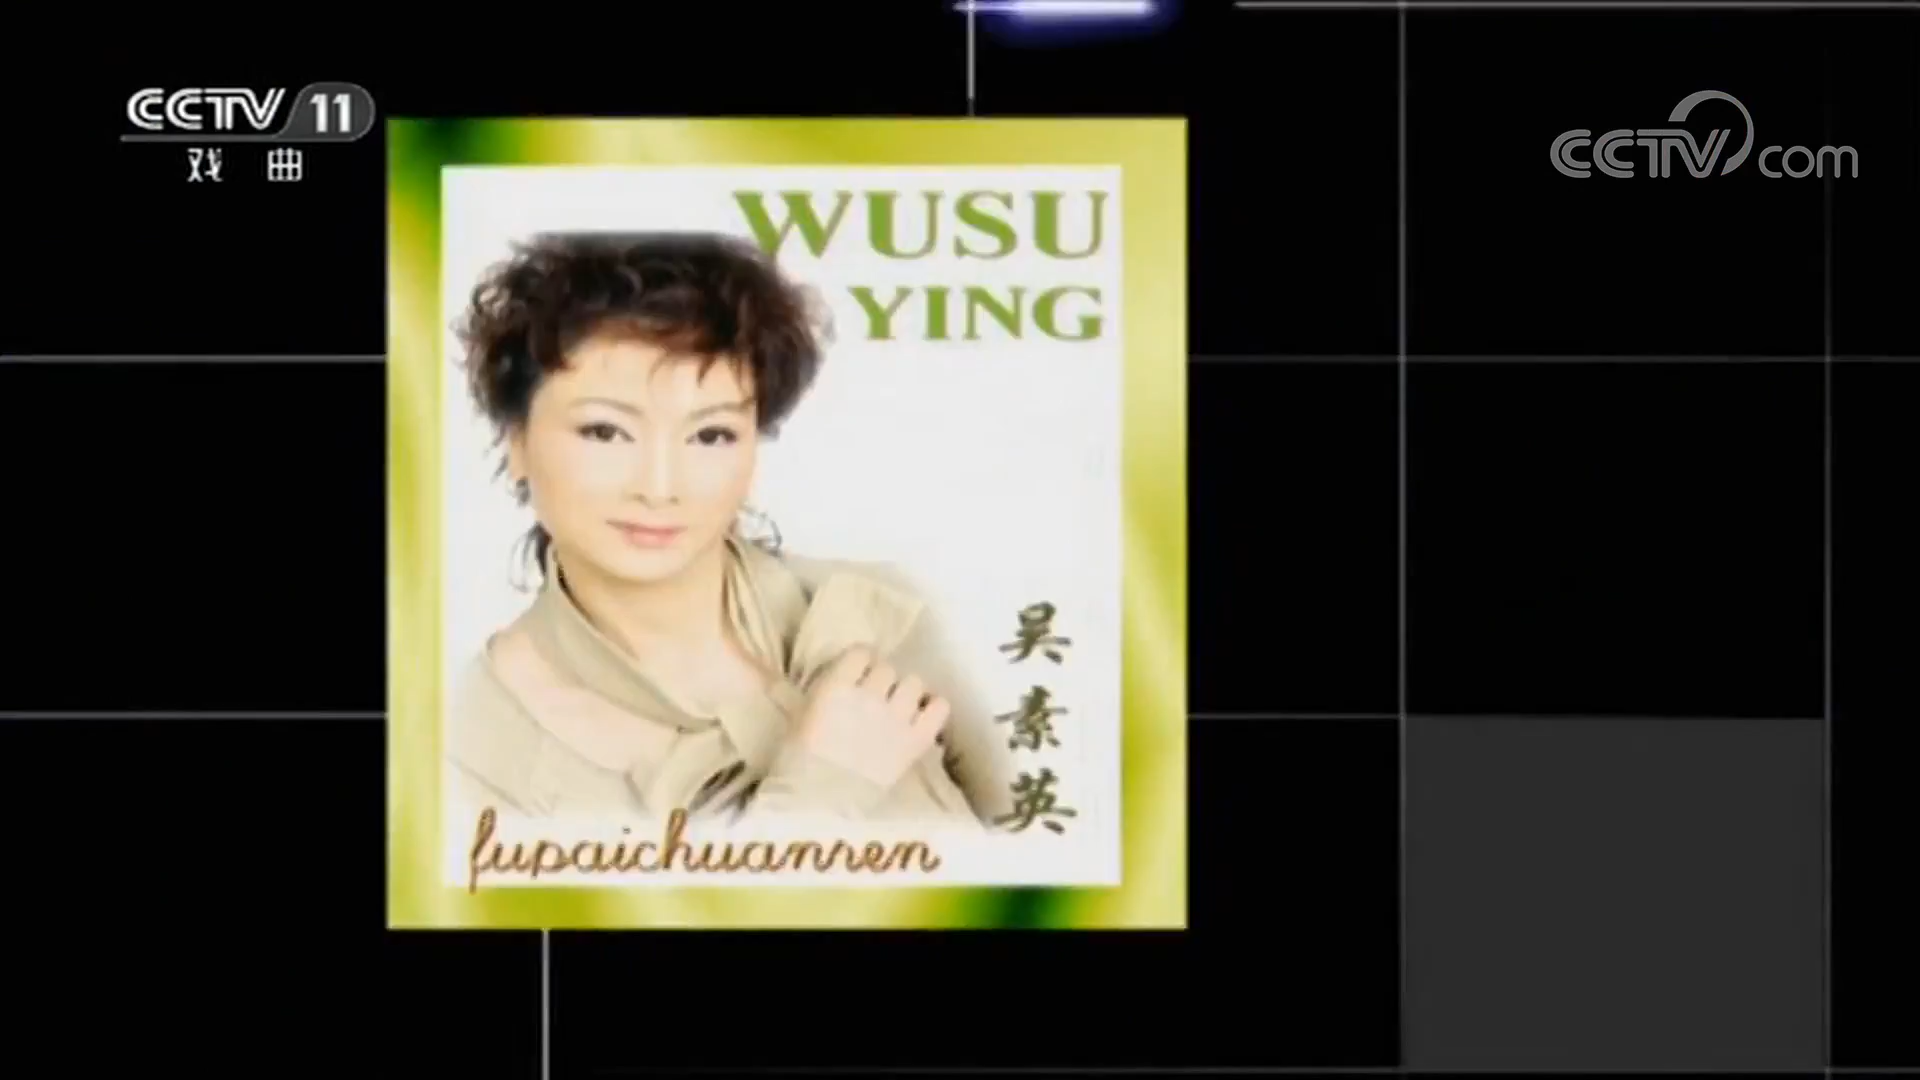 CCTV 11
戏曲
CCTV.com
WUSU
YING
吴素英
fupaichuanren